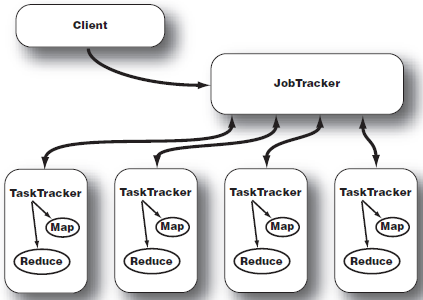 Client
JobTracker
TaskTracker
Map
Reduce
TaskTracker
Map
Reduce
TaskTracker
Map
Reduce
TaskTracker
Map
Reduce